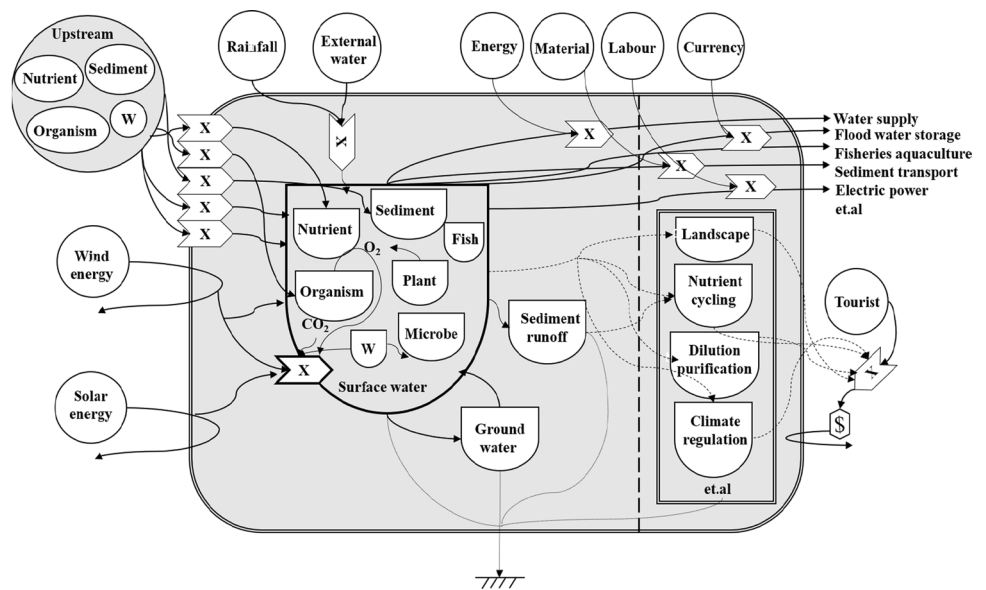 Upstream
Nutrient
Sediment
Organism
W
Rainfall
External
water
Energy
Material
Labour
Currency
X
X
X
X
X
X
X
X
X
X
Water supply
Flood water storage
Fisheries aquaculture
Sediment transport
Electric power
et.al
Wind
energy
Solar
energy
Nutrient
Sediment
Fish
O2
Plant
Organism
CO2
W
Microbe
X
Surface water
Sediment
runoff
Ground
water
Landscape
Nutrient
cycling
Dilution
purification
Climate
regulation
et.al
Tourist
$